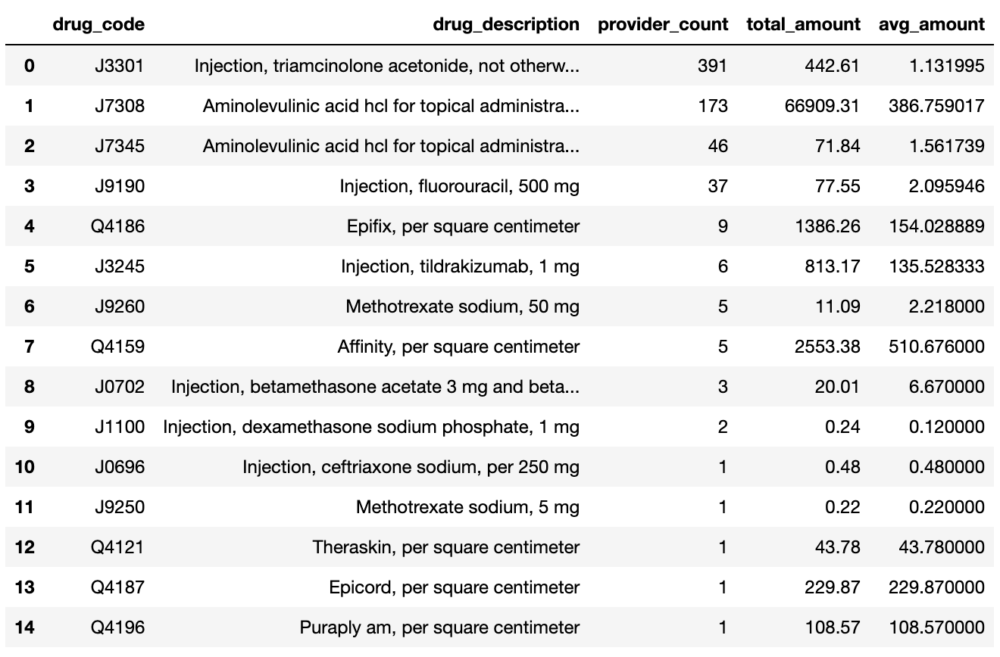 drug_code drug_description provider_count total_amount avg_amount
0 J3301 Injection, triamcinolone acetonide, not otherw... 391 442.61 1.131995
1 J7308 Aminolevulinic acid hcl for topical administra... 173 66909.31 386.759017
2 J7345 Aminolevulinic acid hcl for topical administra... 46 71.84 1.561739
3 J9190 Injection, fluorouracil, 500 mg 37 77.55 2.095946
4 Q4186 Epifix, per square centimeter 9 1386.26 154.028889
5 J3245 Injection, tildrakizumab, 1 mg 6 813.17 135.528333
6 J9260 Methotrexate sodium, 50 mg 5 11.09 2.218000
7 Q4159 Affinity, per square centimeter 5 2553.38 510.676000
8 J0702 Injection, betamethasone acetate 3 mg and beta... 3 20.01 6.670000
9 J1100 Injection, dexamethasone sodium phosphate, 1 mg 2 0.24 0.120000
10 J0696 Injection, ceftriaxone sodium, per 250 mg 1 0.48 0.480000
11 J9250 Methotrexate sodium, 5 mg 1 0.22 0.220000
12 Q4121 Theraskin, per square centimeter 1 43.78 43.780000
13 Q4187 Epicord, per square centimeter 1 229.87 229.870000
14 Q4196 Puraply am, per square centimeter 1 108.57 108.570000